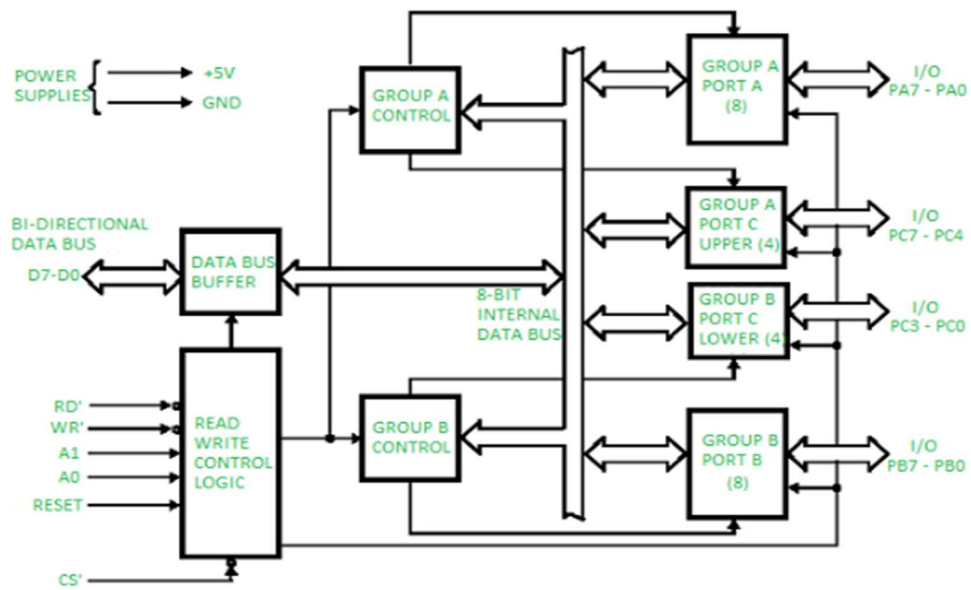 POWER
SUPPLIES
+5V
GND
GROUP A
CONTROL
GROUP A
PORT A
(8)
I/O
PA7 - PA0
GROUP A
PORT C
UPPER (4)
I/O
PC7 - PC4
BI-DIRECTIONAL
DATA BUS
D7-D0
DATA BUS
BUFFER
8-BIT
INTERNAL
DATA BUS
GROUP B
PORT C
LOWER (4)
I/O
PC3 - PC0
RD'
WR'
A1
A0
RESET
CS'
READ
WRITE
CONTROL
LOGIC
GROUP B
CONTROL
GROUP B
PORT B
(8)
I/O
PB7 - PB0